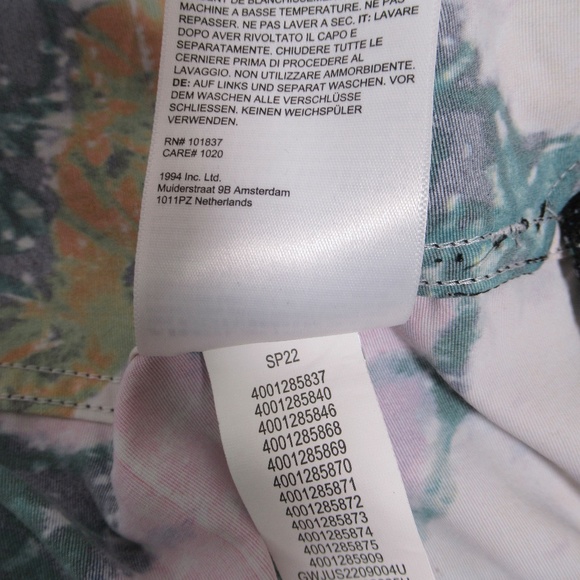 MACHINE A BASSE TEMPERATURE. NE PAS
REPASSER. NE PAS LAVER A SEC. IT: LAVARE
DOPO AVER RIVOLTATO IL CAPO E
SEPARATAMENTE. CHIUDERE TUTTE LE
CERNIERE PRIMA DI PROCEDERE AL
LAVAGGIO. NON UTILIZZARE AMMORBIDENTE.
DE: AUF LINKS UND SEPARAT WASCHEN. VOR
DEM WASCHEN ALLE VERSCHLÜSSE
SCHLIESSEN. KEINEN WEICHSPÜLER
VERWENDEN.
RN# 101837
CARE# 1020
1994 Inc. Ltd.
Muiderstraat 9B Amsterdam
1011PZ Netherlands
SP22
4001285837
4001285840
4001285846
4001285868
4001285869
4001285870
4001285871
4001285872
4001285873
4001285874
4001285875
4001285909
GWJUS2209004U